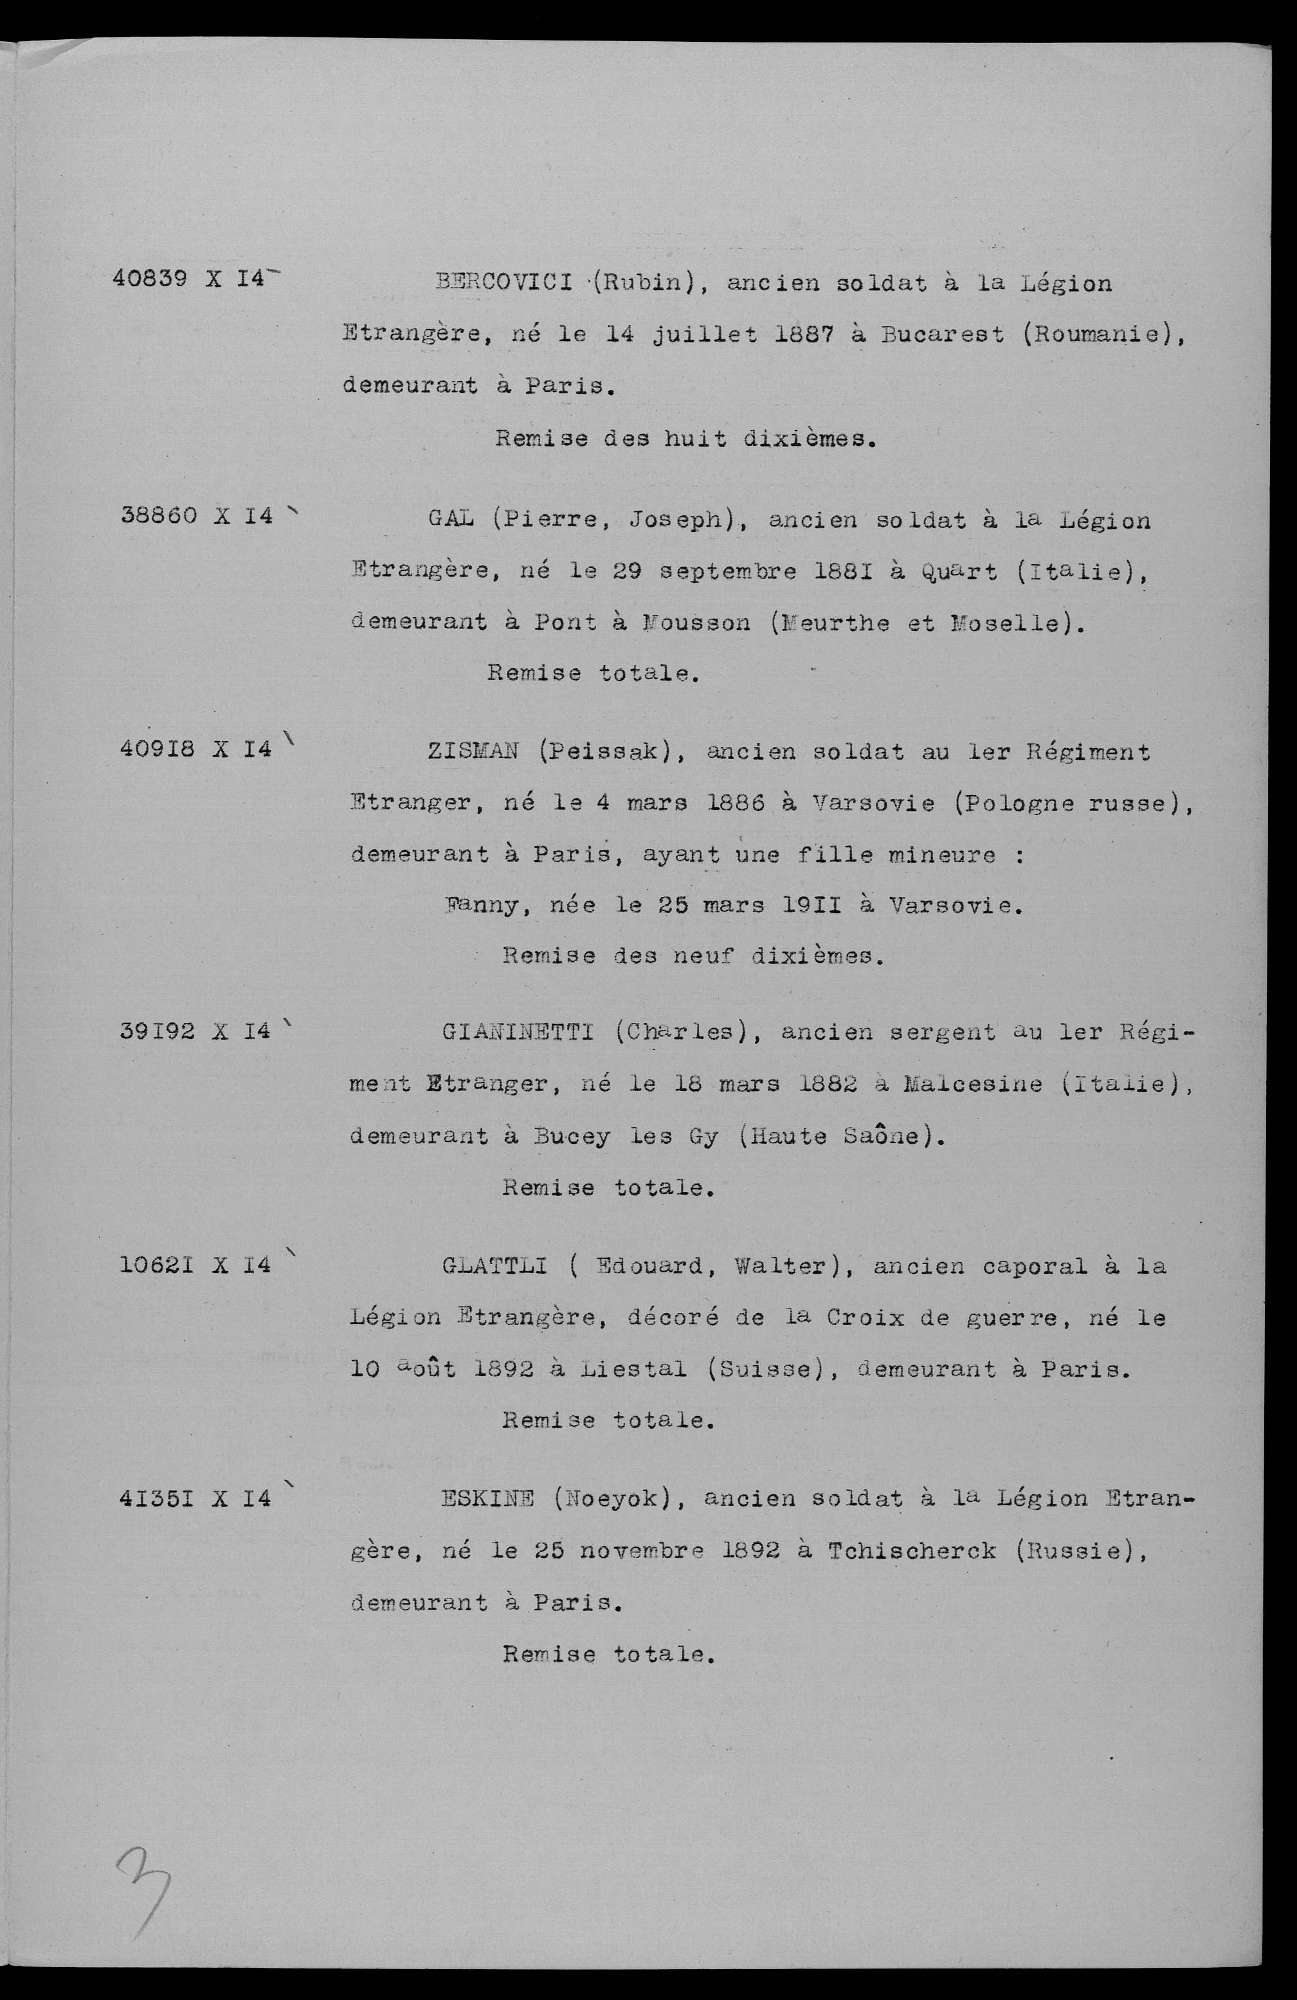 40839 X I4 BERCOVICI (Rubin), ancien soldat à la Légion
Etrangère, né le 14 juillet 1887 à Bucarest (Roumanie),
demeurant à Paris.
Remise des huit dixièmes.
38860 X I4 GAL (Pierre, Joseph), ancien soldat à la Légion
Etrangère, né le 29 septembre 188I à Quart (Italie),
demeurant à Pont à Mousson (Meurthe et Moselle).
Remise totale.
409I8 X I4 ZISMAN (Peissak), ancien soldat au ler Régiment
Etranger, né le 4 mars 1886 à Varsovie (Pologne russe),
demeurant à Paris, ayant une fille mineure :
Fanny, née le 25 mars 19II à Varsovie.
Remise des neuf dixièmes.
39I92 X I4 GIANINETTI (Charles), ancien sergent au ler Régi-
ment Etranger, né le 18 mars 1882 à Malcesine (Italie),
demeurant à Bucey les Gy (Haute Saône).
Remise totale.
1062I X I4 GLATTLI ( Edouard, Walter), ancien caporal à la
Légion Etrangère, décoré de la Croix de guerre, né le
10 août 1892 à Liestal (Suisse), demeurant à Paris.
Remise totale.
4I35I X I4 ESKINE (Noeyok), ancien soldat à la Légion Etran-
gère, né le 25 novembre 1892 à Tchischerck (Russie),
demeurant à Paris.
Remise totale.
3